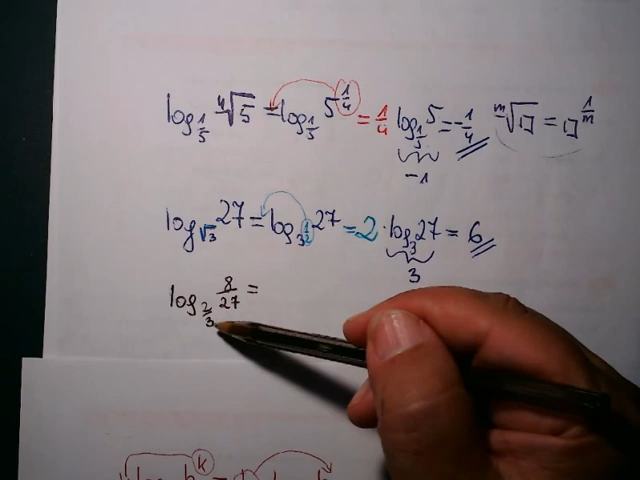 log_{1/5} ⁴√5 = log_{1/5} 5^{1/4} = 1/4 log_{1/5} 5 = -1/4 ᵐ√□ = □^{1/m}
-1
log_{√3} 27 = log_{3^{1/2}} 27 = 2 · log_3 27 = 6
3
log_{2/3} 8/27 =
k